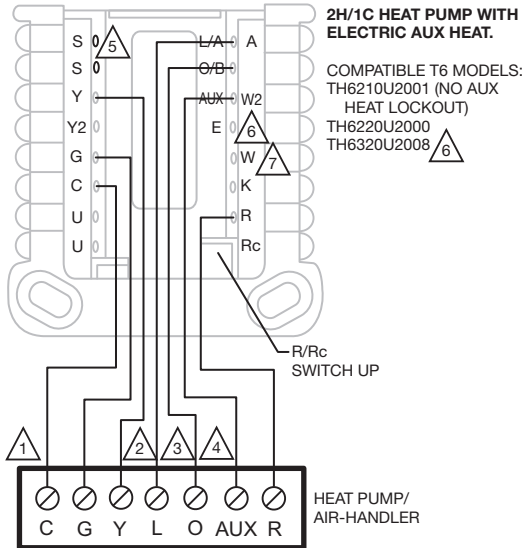 2H/1C HEAT PUMP WITH
ELECTRIC AUX HEAT.
COMPATIBLE T6 MODELS:
TH6210U2001 (NO AUX
HEAT LOCKOUT)
TH6220U2000
TH6320U2008 6
S 5
S
Y
Y2
G
C
U
U
L/A A
O/B
AUX W2
E 6
W 7
K
R
Rc
R/Rc
SWITCH UP
1 2 3 4
C G Y L O AUX R
HEAT PUMP/
AIR-HANDLER